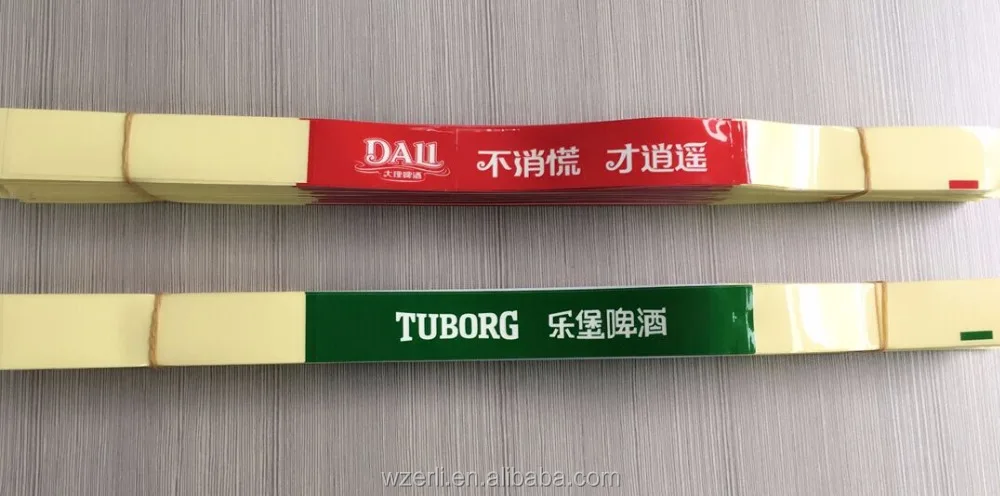 DALI 不消慌 才逍遥
大理啤酒
TUBORG 乐堡啤酒
wzerli.en.alibaba.com